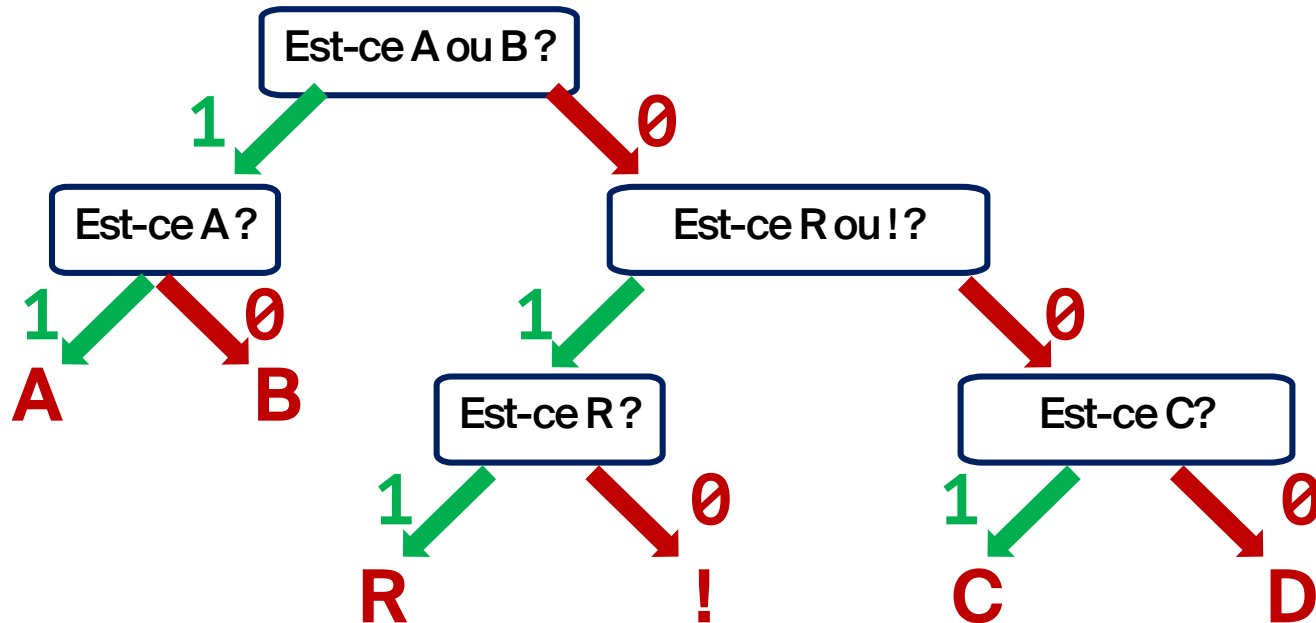 Est-ce A ou B ?
1 0
Est-ce A ? Est-ce R ou ! ?
1 0 1 0
A B Est-ce R ? Est-ce C?
1 0 1 0
R ! C D